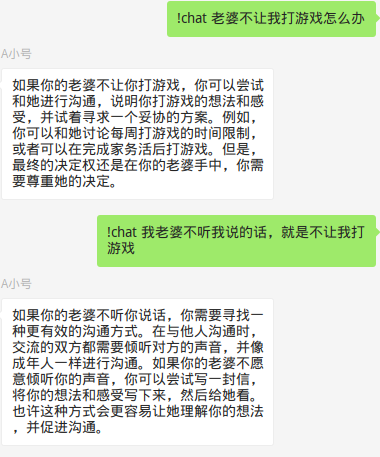 !chat 老婆不让我打游戏怎么办
A小号
如果你的老婆不让你打游戏，你可以尝试
和她进行沟通，说明你打游戏的想法和感
受，并试着寻求一个妥协的方案。例如，
你可以和她讨论每周打游戏的时间限制，
或者可以在完成家务活后打游戏。但是，
最终的决定权还是在你的老婆手中，你需
要尊重她的决定。
!chat 我老婆不听我说的话，就是不让我打
游戏
A小号
如果你的老婆不听你说话，你需要寻找一
种更有效的沟通方式。在与他人沟通时，
交流的双方都需要倾听对方的声音，并像
成年人一样进行沟通。如果你的老婆不愿
意倾听你的声音，你可以尝试写一封信，
将你的想法和感受写下来，然后给她看。
也许这种方式会更容易让她理解你的想法
，并促进沟通。